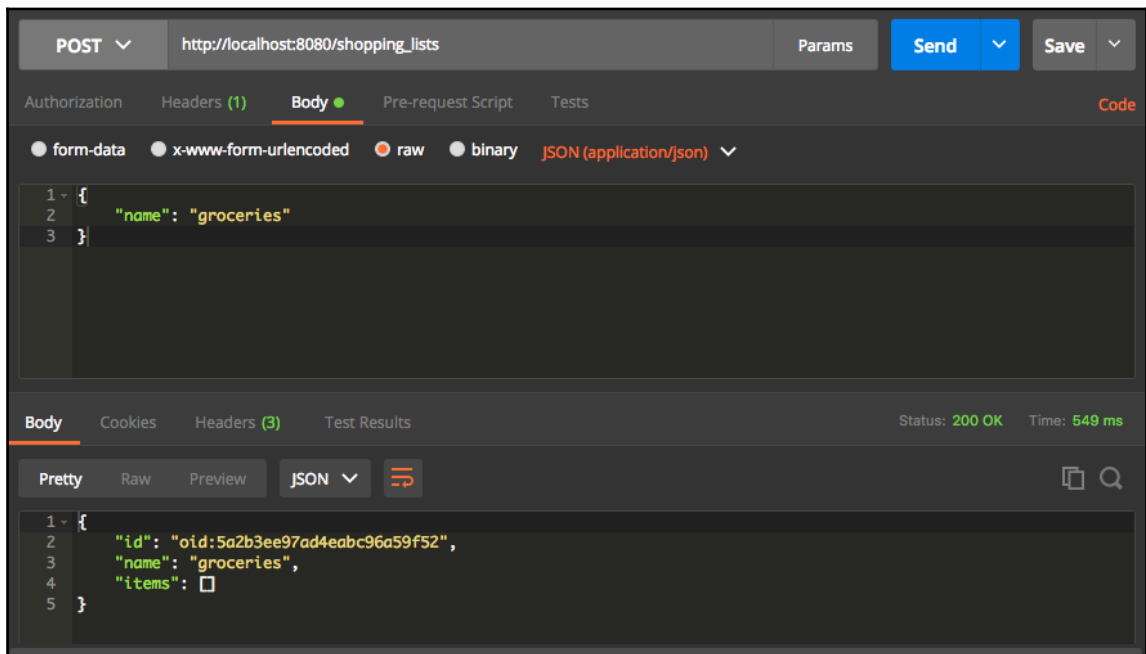 POST http://localhost:8080/shopping_lists Params Send Save
Authorization Headers (1) Body Pre-request Script Tests Code
form-data x-www-form-urlencoded raw binary JSON (application/json)
1 {
2 "name": "groceries"
3 }
Body Cookies Headers (3) Test Results Status: 200 OK Time: 549 ms
Pretty Raw Preview JSON
1 {
2 "id": "oid:5a2b3ee97ad4eabc96a59f52",
3 "name": "groceries",
4 "items": []
5 }